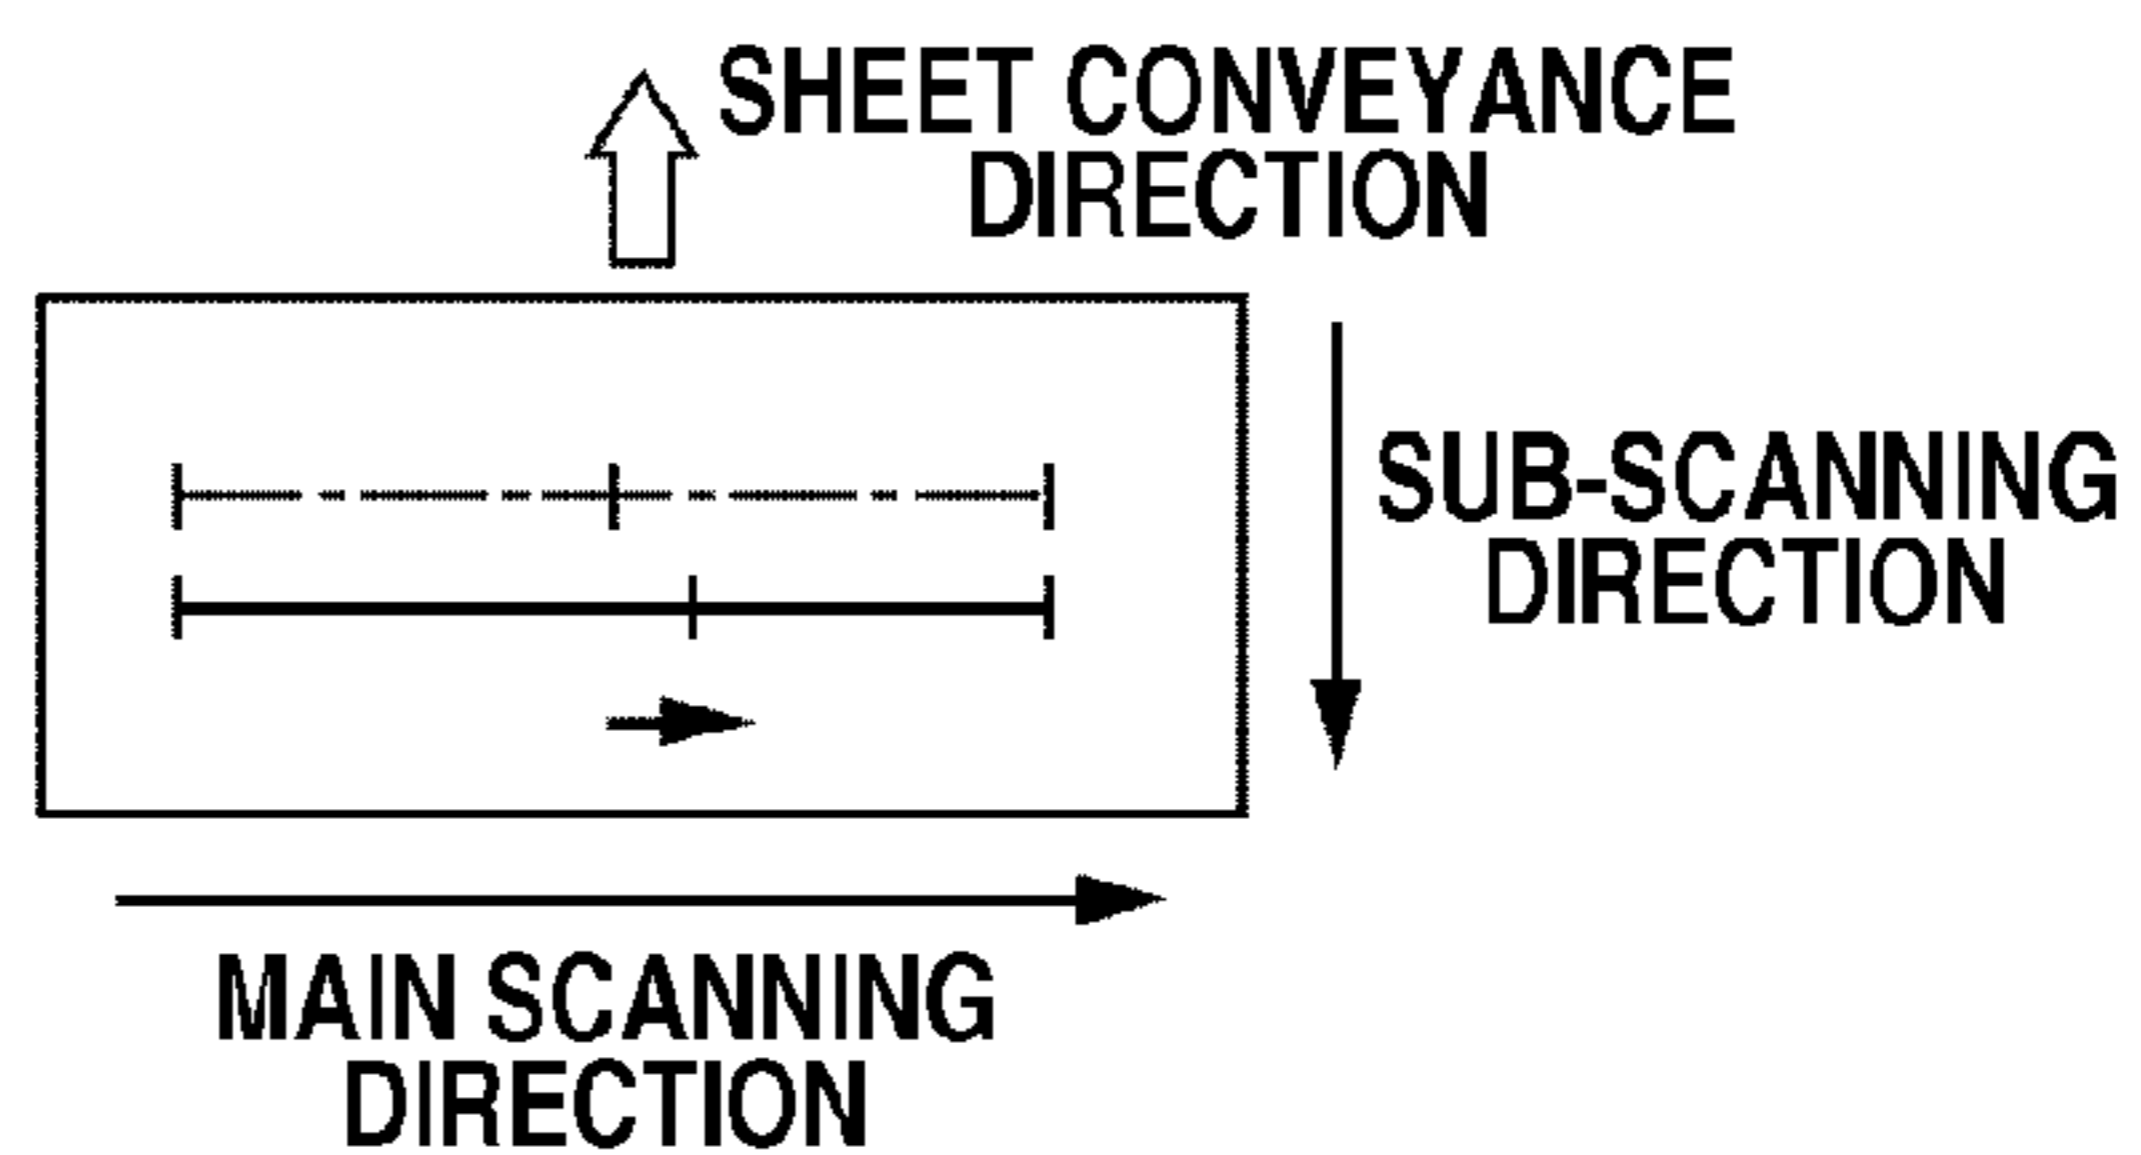 SHEET CONVEYANCE
DIRECTION
SUB-SCANNING
DIRECTION
MAIN SCANNING
DIRECTION